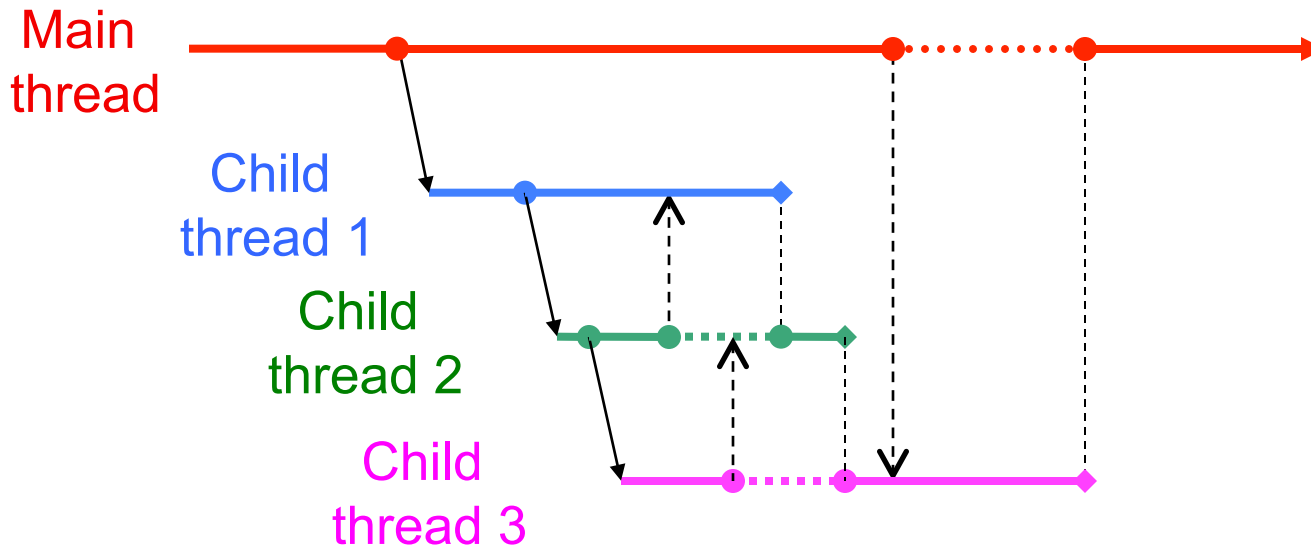 Main
thread
Child
thread 1
Child
thread 2
Child
thread 3